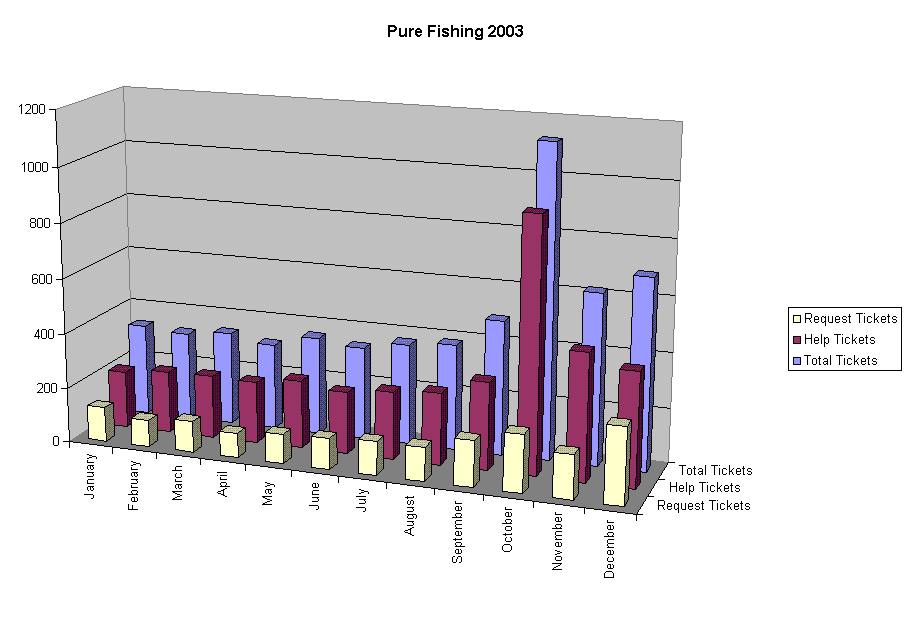 Pure Fishing 2003
1200
1000
800
600
400
200
0
January
February
March
April
May
June
July
August
September
October
November
December
Total Tickets
Help Tickets
Request Tickets
Request Tickets
Help Tickets
Total Tickets